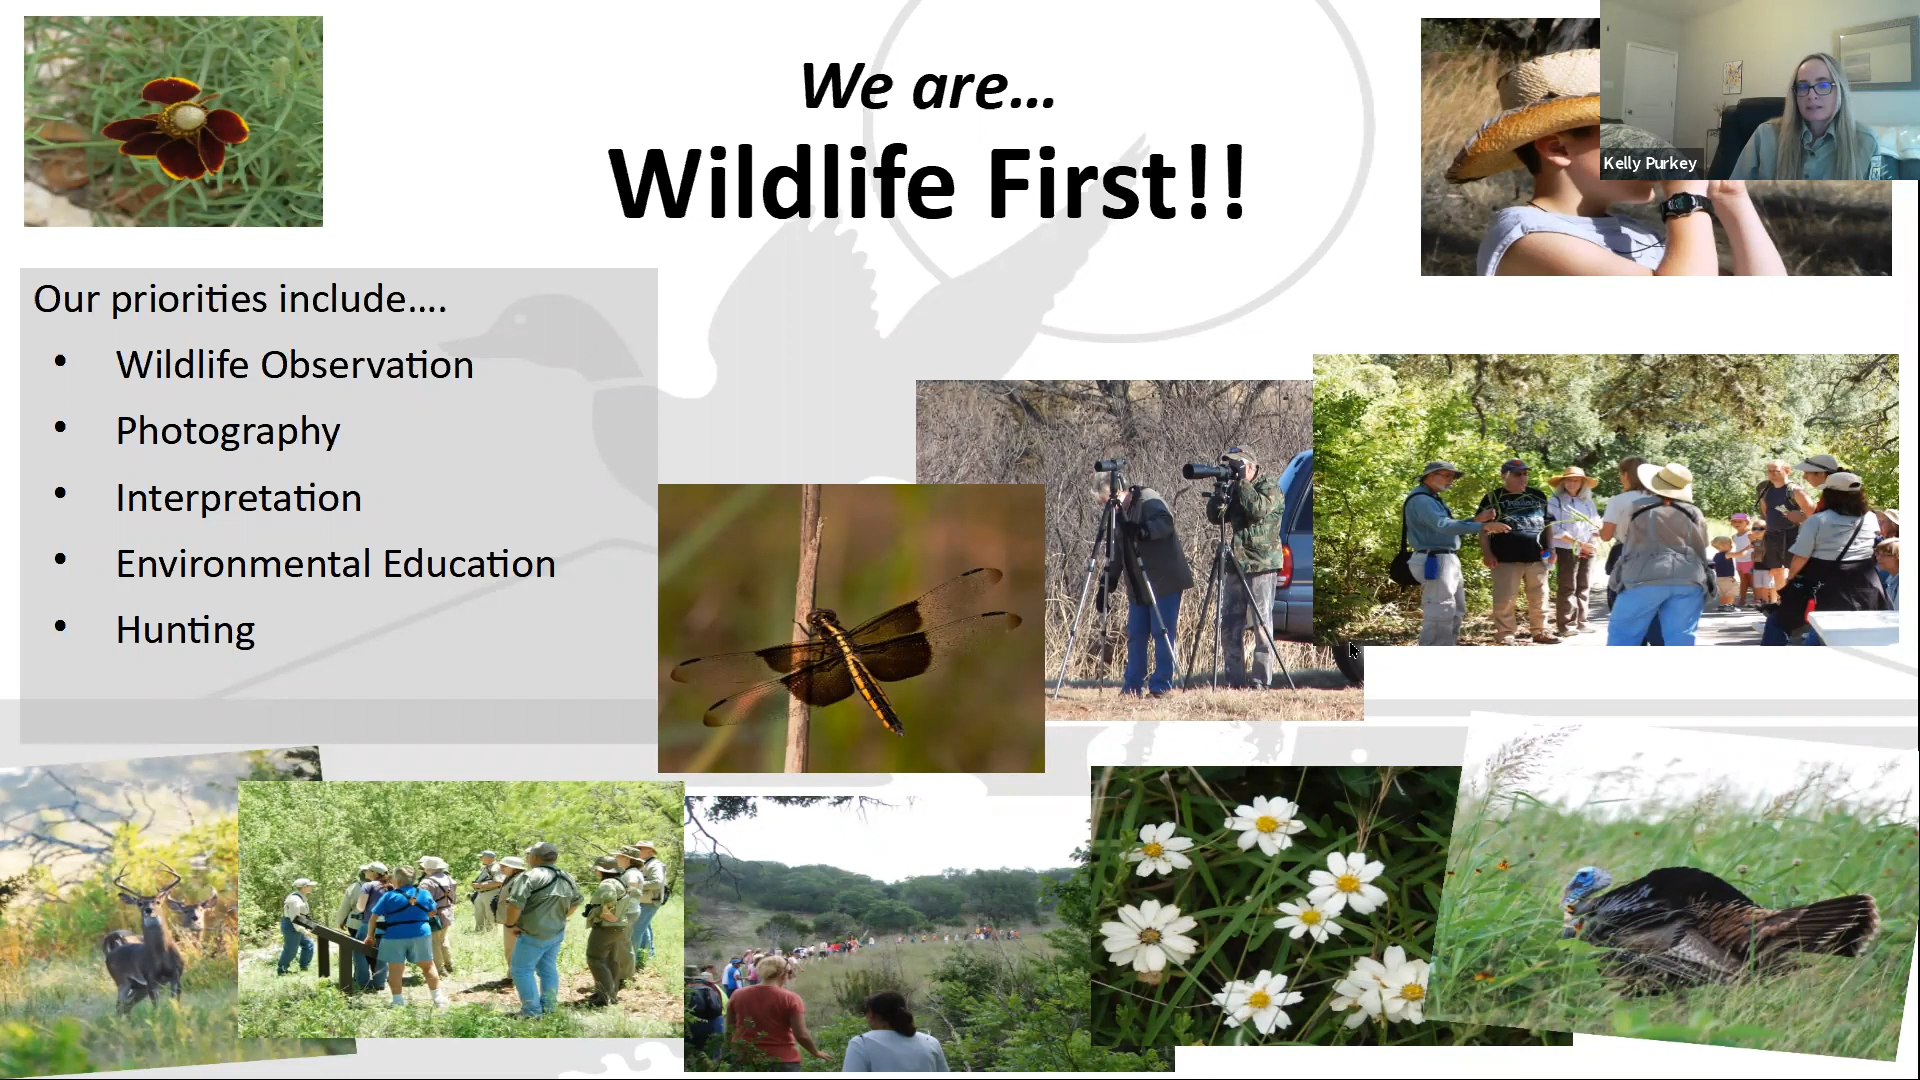 We are...
Wildlife First!!
Kelly Purkey
Our priorities include....
• Wildlife Observation
• Photography
• Interpretation
• Environmental Education
• Hunting